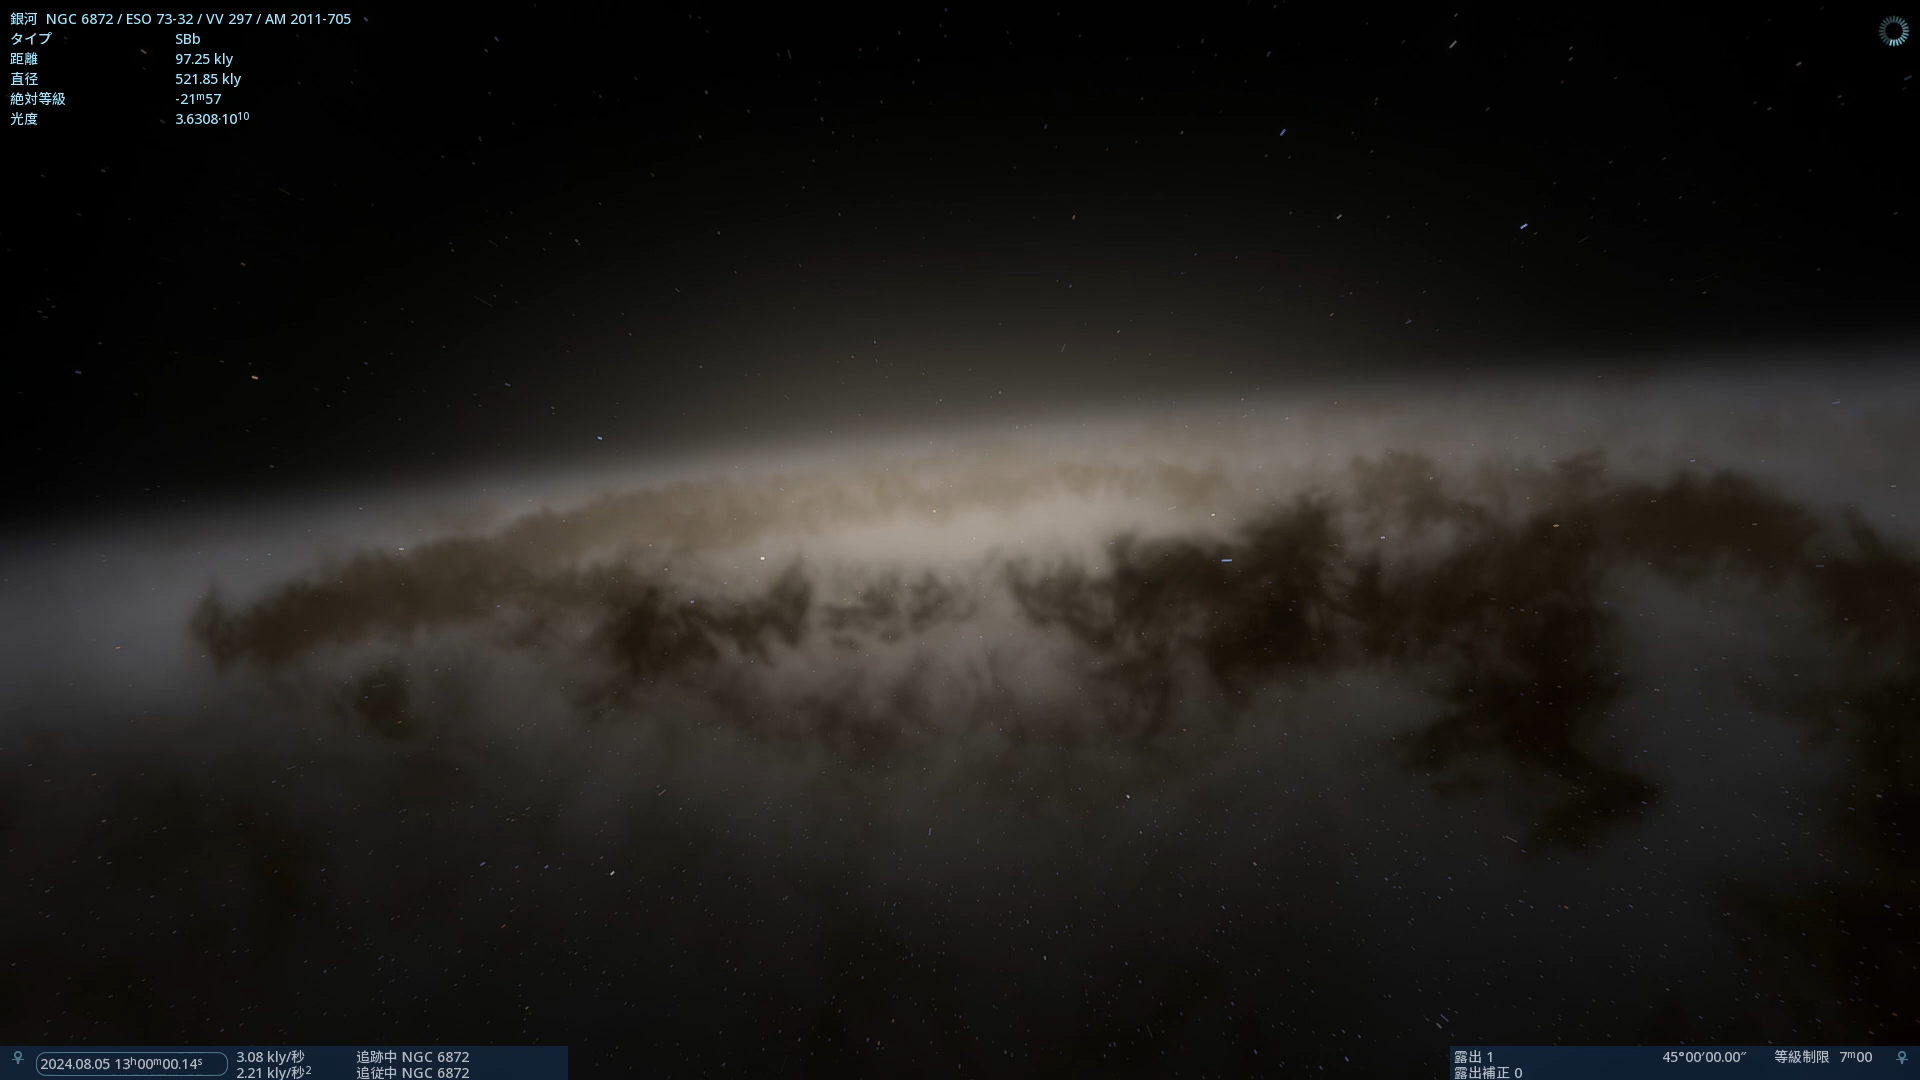 銀河 NGC 6872 / ESO 73-32 / VV 297 / AM 2011-705
タイプ SBb
距離 97.25 kly
直径 521.85 kly
絶対等級 -21ᵐ57
光度 3.6308·10¹⁰
2024.08.05 13ʰ00ᵐ00.14ˢ
3.08 kly/秒 追跡中 NGC 6872
2.21 kly/秒² 追従中 NGC 6872
露出 1 45°00′00.00″ 等級制限 7ᵐ00
露出補正 0